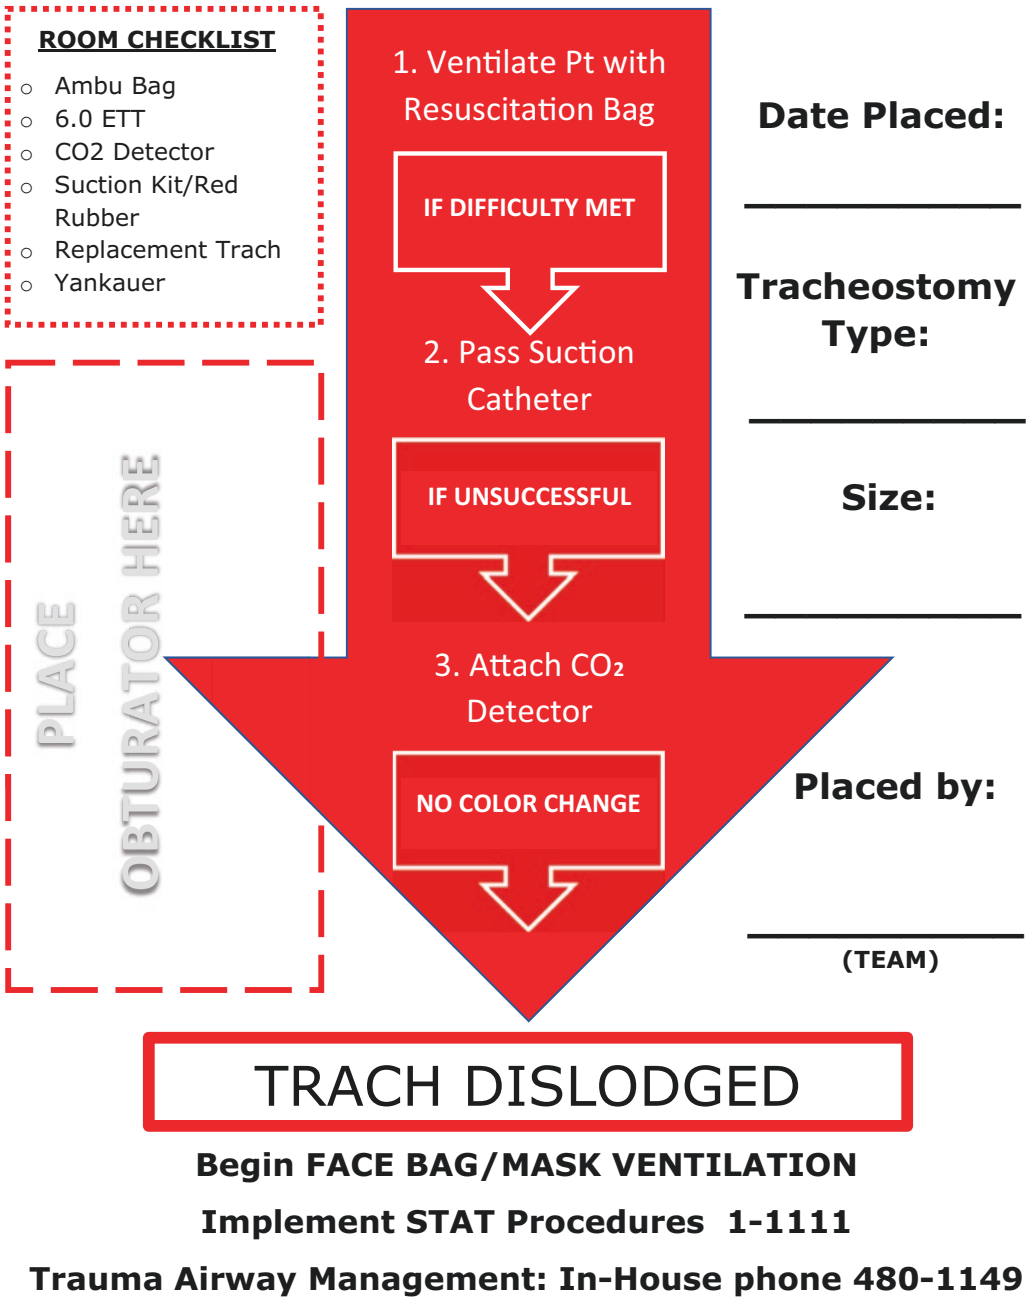 ROOM CHECKLIST
o Ambu Bag
o 6.0 ETT
o CO2 Detector
o Suction Kit/Red
Rubber
o Replacement Trach
o Yankauer
PLACE
OBTURATOR HERE
1. Ventilate Pt with
Resuscitation Bag
IF DIFFICULTY MET
2. Pass Suction
Catheter
IF UNSUCCESSFUL
3. Attach CO₂
Detector
NO COLOR CHANGE
Date Placed:
Tracheostomy
Type:
Size:
Placed by:
(TEAM)
TRACH DISLODGED
Begin FACE BAG/MASK VENTILATION
Implement STAT Procedures 1-1111
Trauma Airway Management: In-House phone 480-1149